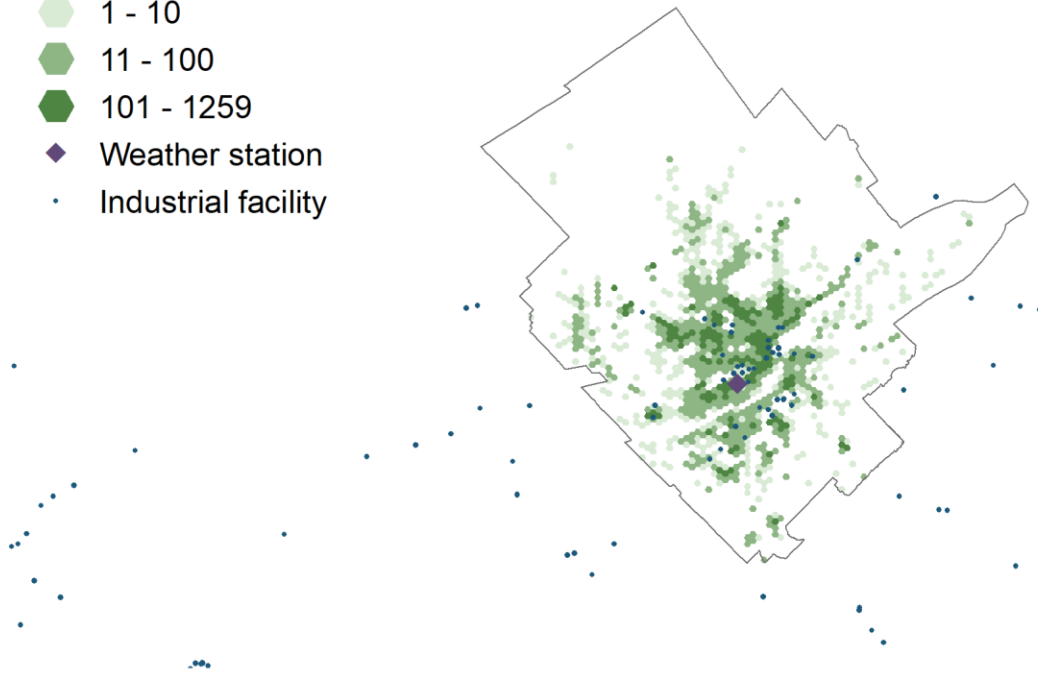 1 - 10
11 - 100
101 - 1259
Weather station
Industrial facility